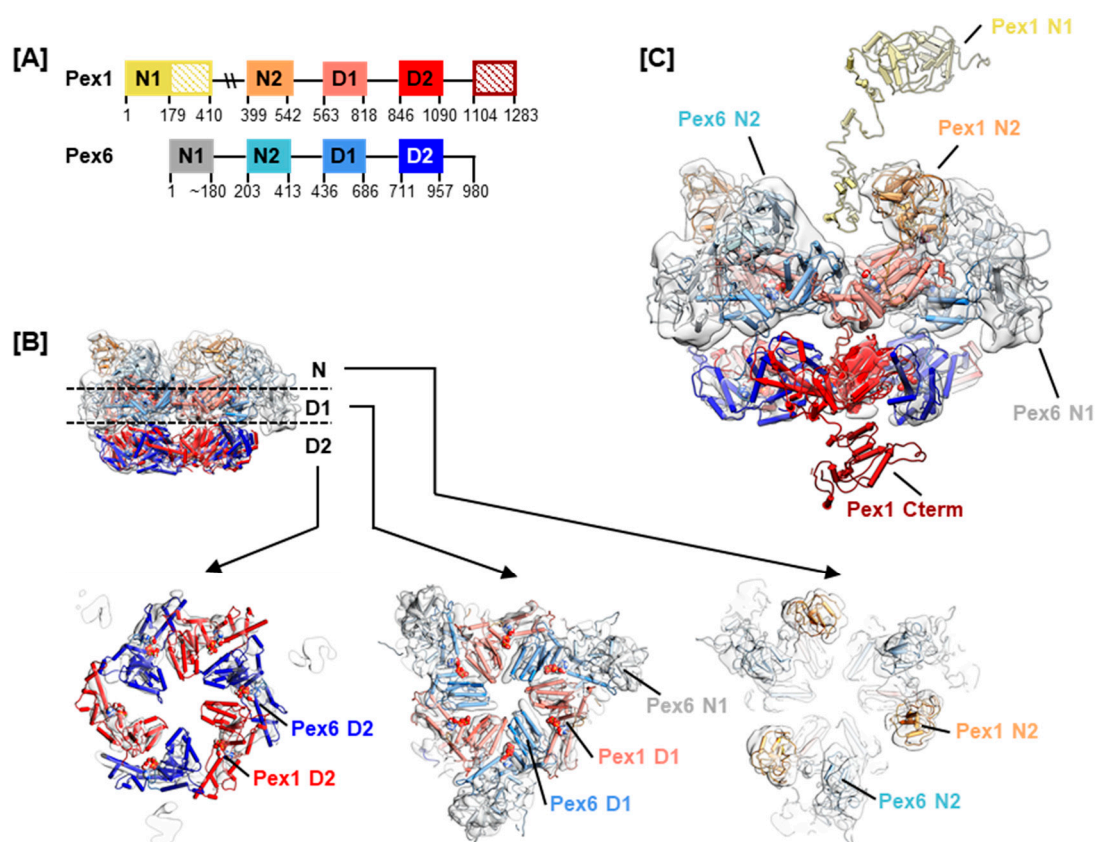 [A]
Pex1 N1 N2 D1 D2
1 179 410 399 542 563 818 846 1090 1104 1283
Pex6 N1 N2 D1 D2
1 ~180 203 413 436 686 711 957 980
[C]
Pex1 N1
Pex6 N2
Pex1 N2
Pex6 N1
Pex1 Cterm
[B]
N
D1
D2
Pex6 D2
Pex1 D2
Pex6 N1
Pex1 D1
Pex6 D1
Pex1 N2
Pex6 N2